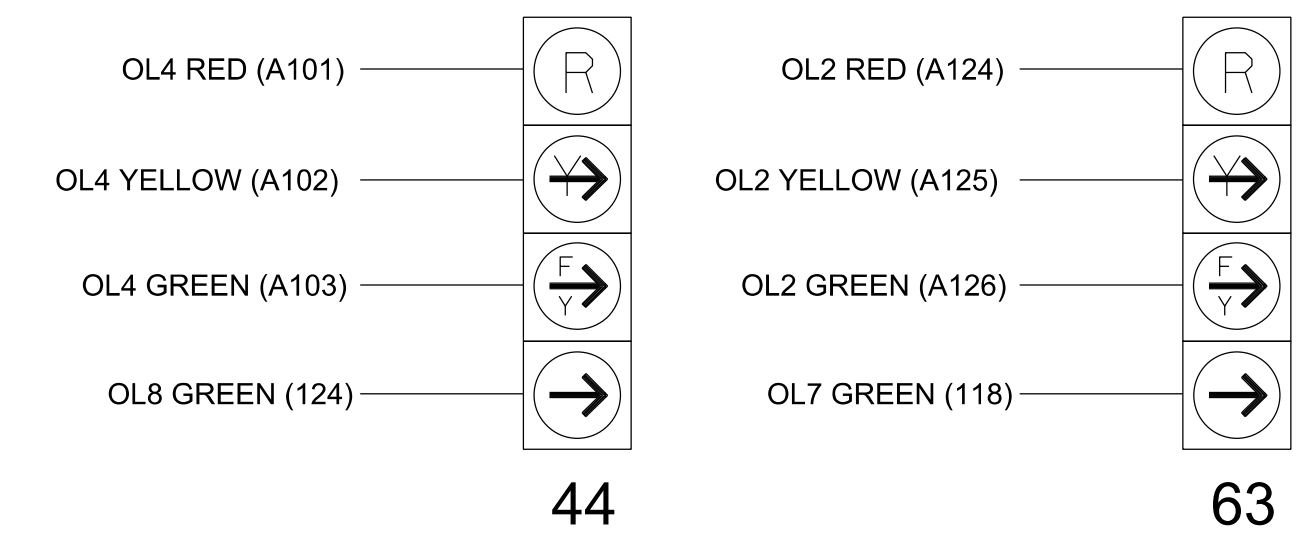 OL4 RED (A101)
R
OL4 YELLOW (A102)
Y
OL4 GREEN (A103)
F
Y
OL8 GREEN (124)
44
OL2 RED (A124)
R
OL2 YELLOW (A125)
Y
OL2 GREEN (A126)
F
Y
OL7 GREEN (118)
63